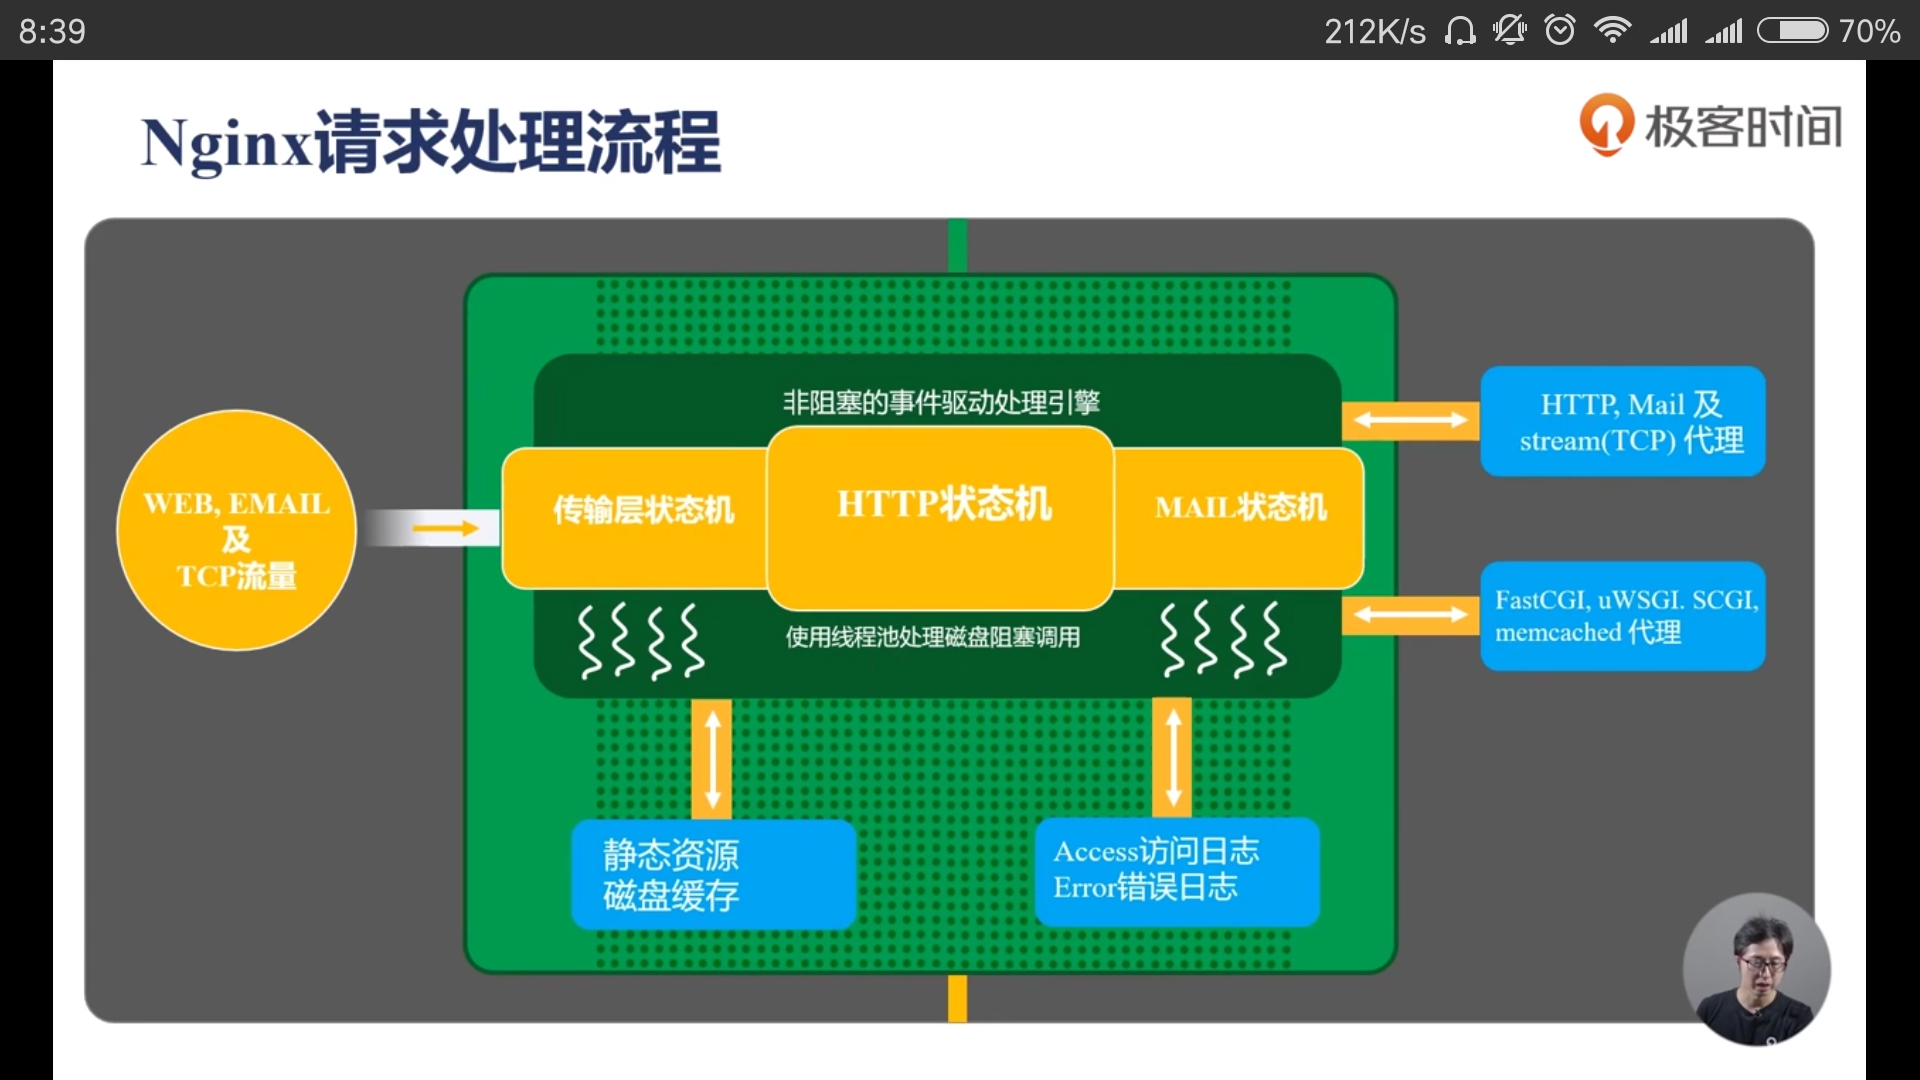 8:39
212K/s
70%
Nginx请求处理流程
极客时间
非阻塞的事件驱动处理引擎
WEB, EMAIL
及
TCP流量
传输层状态机
HTTP状态机
MAIL状态机
使用线程池处理磁盘阻塞调用
HTTP, Mail 及
stream(TCP) 代理
FastCGI, uWSGI. SCGI,
memcached 代理
静态资源
磁盘缓存
Access访问日志
Error错误日志